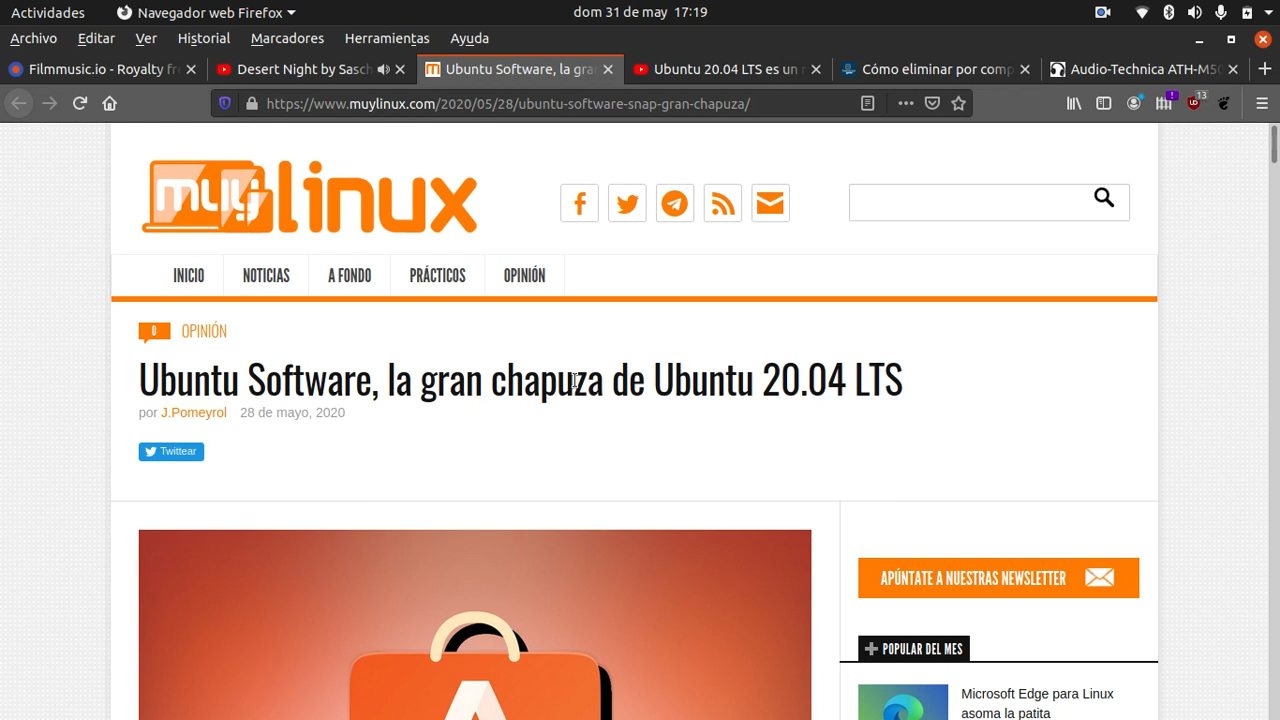 Actividades Navegador web Firefox dom 31 de may 17:19
Archivo Editar Ver Historial Marcadores Herramientas Ayuda
Filmmusic.io - Royalty fr Desert Night by Sasch Ubuntu Software, la gra Ubuntu 20.04 LTS es un Cómo eliminar por comp Audio-Technica ATH-M50
https://www.muylinux.com/2020/05/28/ubuntu-software-snap-gran-chapuza/ ! 13
muylinux
INICIO NOTICIAS A FONDO PRÁCTICOS OPINIÓN
0 OPINIÓN
Ubuntu Software, la gran chapuza de Ubuntu 20.04 LTS
por J.Pomeyrol 28 de mayo, 2020
Twittear
APÚNTATE A NUESTRAS NEWSLETTER
POPULAR DEL MES
Microsoft Edge para Linux
asoma la patita